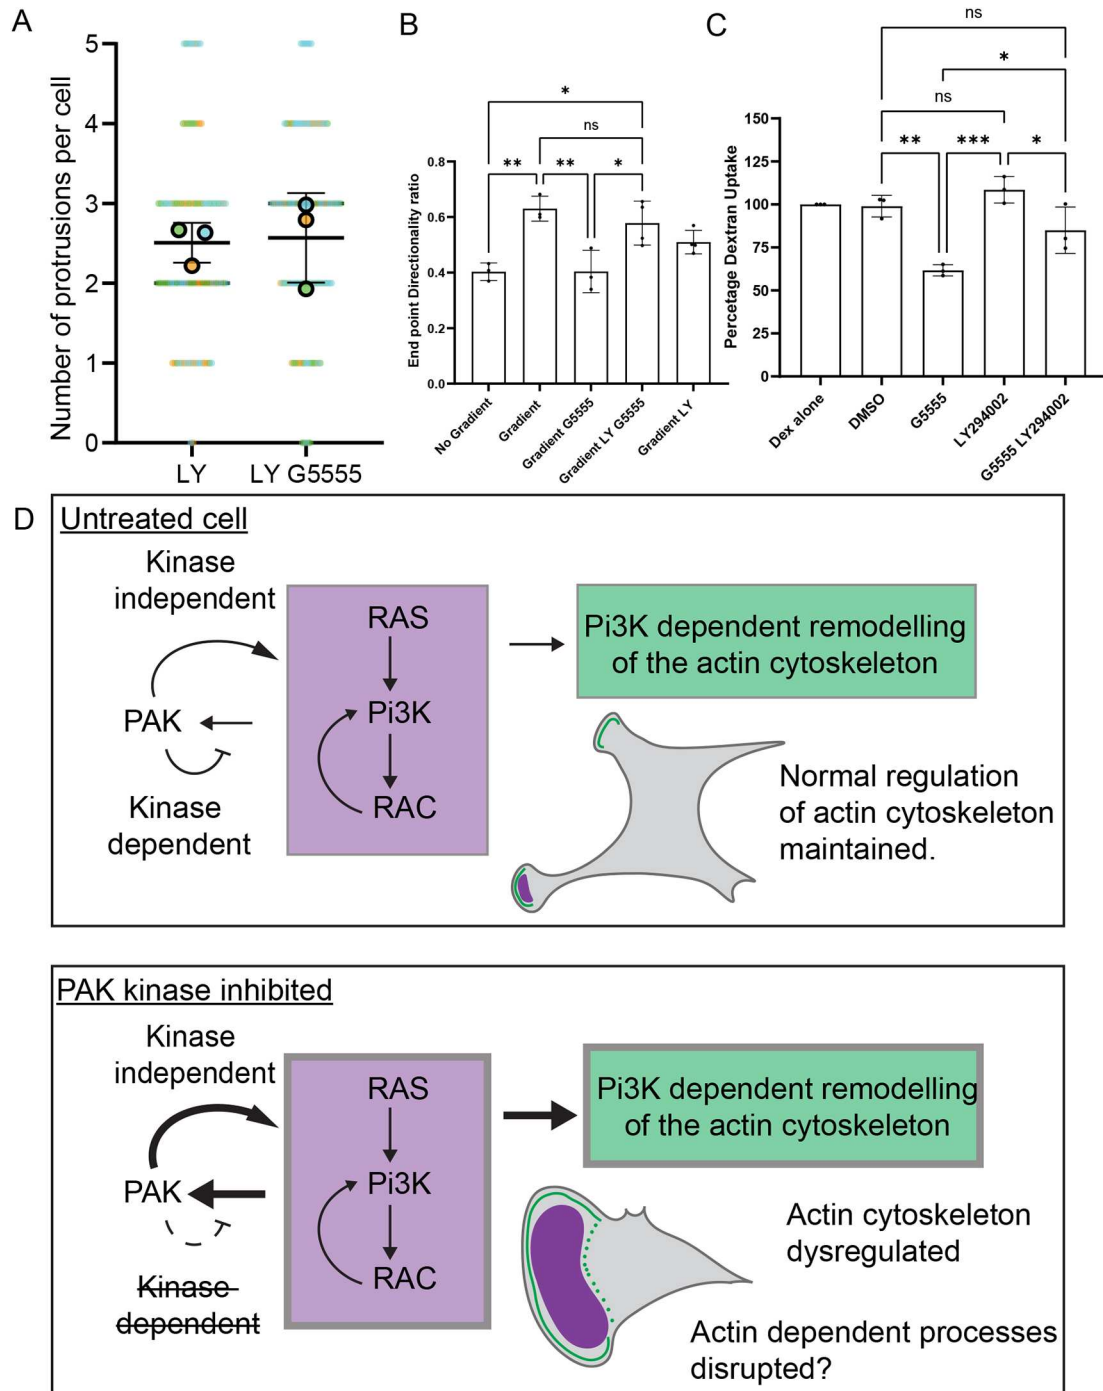 A
Number of protrusions per cell
5
4
3
2
1
0
LY
LY G5555
B
End point Directionality ratio
0.8
0.6
0.4
0.2
0.0
*
ns
**
**
*
No Gradient
Gradient
Gradient G5555
Gradient LY G5555
Gradient LY
C
Percetage Dextran Uptake
150
125
100
75
50
25
0
ns
*
ns
**
***
*
Dex alone
DMSO
G5555
LY294002
G5555 LY294002
D
Untreated cell
Kinase
independent
PAK
Kinase
dependent
RAS
Pi3K
RAC
Pi3K dependent remodelling
of the actin cytoskeleton
Normal regulation
of actin cytoskeleton
maintained.
PAK kinase inhibited
Kinase
independent
PAK
Kinase
dependent
RAS
Pi3K
RAC
Pi3K dependent remodelling
of the actin cytoskeleton
Actin cytoskeleton
dysregulated
Actin dependent processes
disrupted?